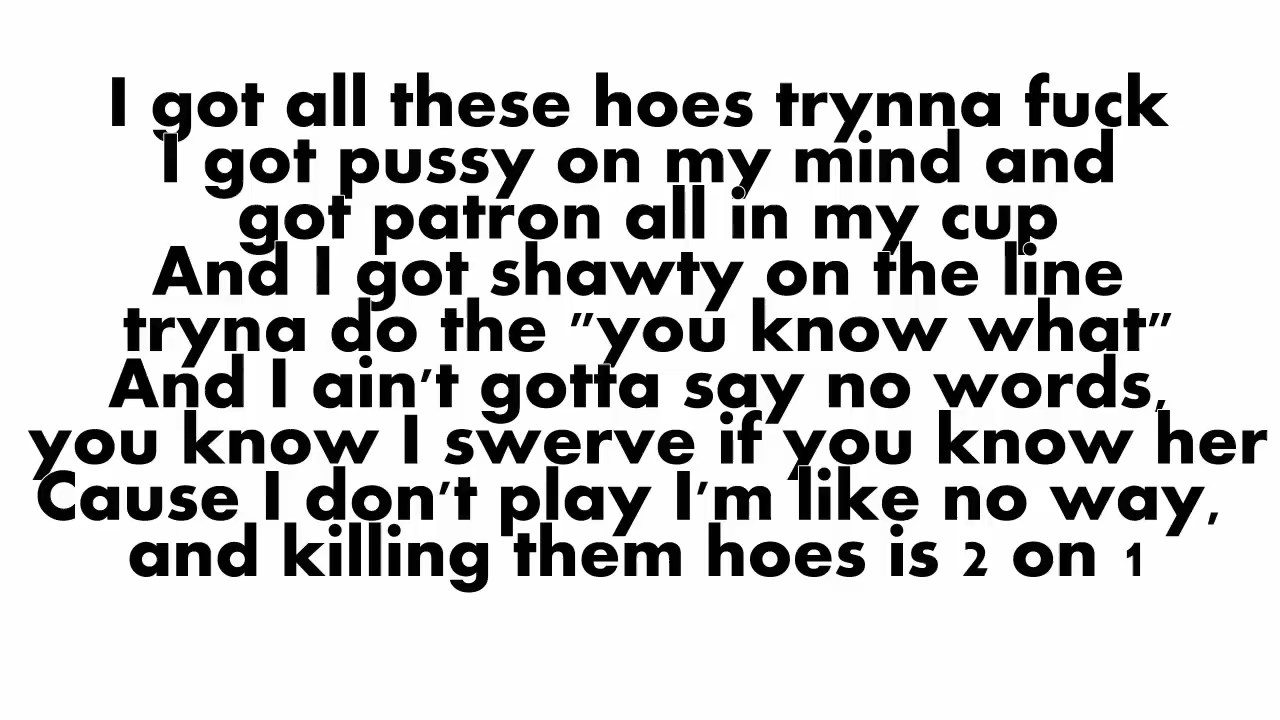 I got all these hoes trynna fuck
I got pussy on my mind and
got patron all in my cup
And I got shawty on the line
tryna do the "you know what"
And I ain't gotta say no words,
you know I swerve if you know her
Cause I don't play I'm like no way,
and killing them hoes is 2 on 1